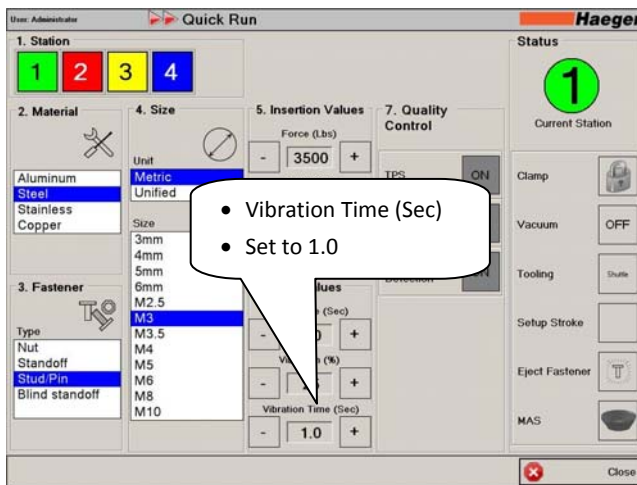 User: Administrator
Quick Run
Haeger
1. Station
1 2 3 4
Status
1
Current Station
2. Material
Aluminum
Steel
Stainless
Copper
3. Fastener
Type
Nut
Standoff
Stud/Pin
Blind standoff
4. Size
Unit
Metric
Unified
Size
3mm
4mm
5mm
6mm
M2.5
M3
M3.5
M4
M5
M6
M8
M10
5. Insertion Values
Force (Lbs)
- 3500 +
• Vibration Time (Sec)
• Set to 1.0
(Sec)
- +
(%)
- +
Vibration Time (Sec)
- 1.0 +
7. Quality
Control
TPS ON
Clamp
Vacuum OFF
Tooling Shuttle
Setup Stroke
Eject Fastener
MAS
Close